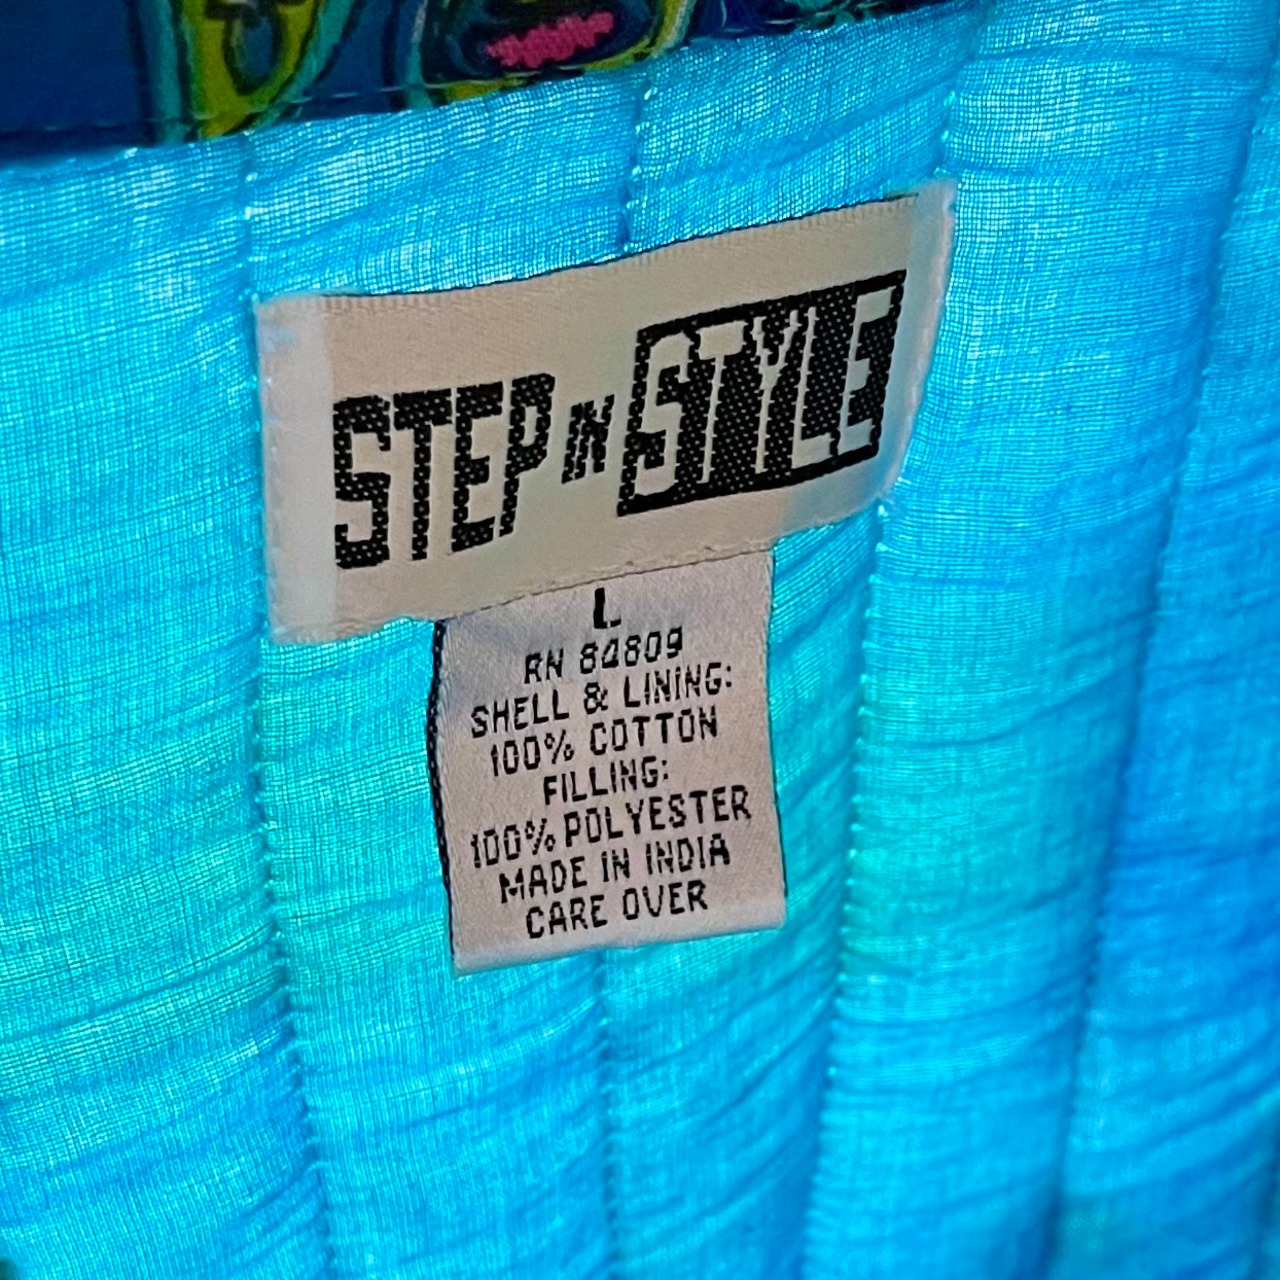 STEP IN STYLE
L
RN 84809
SHELL & LINING:
100% COTTON
FILLING:
100% POLYESTER
MADE IN INDIA
CARE OVER